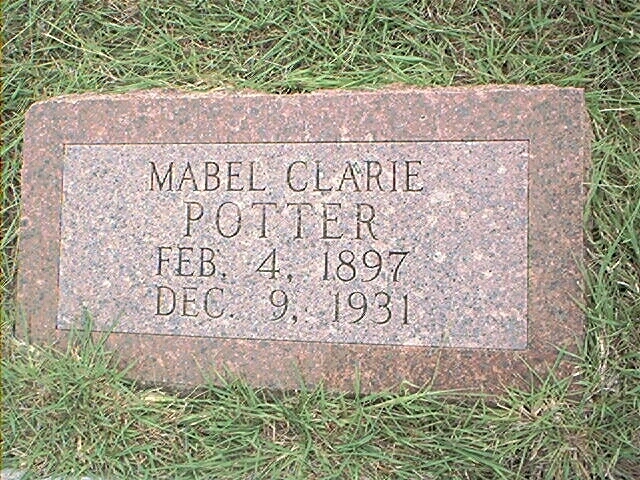 MABEL CLARIE
POTTER
FEB. 4, 1897
DEC. 9, 1931